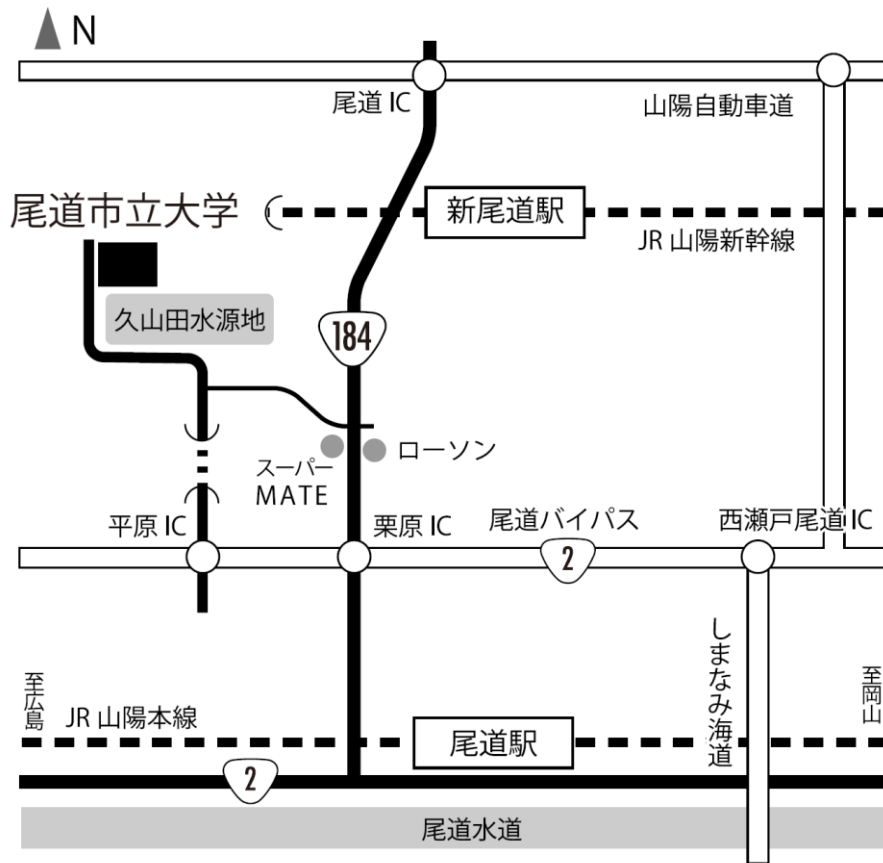 N
尾道 IC
山陽自動車道
尾道市立大学
新尾道駅
JR 山陽新幹線
久山田水源地
184
ローソン
スーパー
MATE
平原 IC
栗原 IC
尾道バイパス
2
西瀬戸尾道 IC
しまなみ海道
至広島
至岡山
JR 山陽本線
尾道駅
2
尾道水道